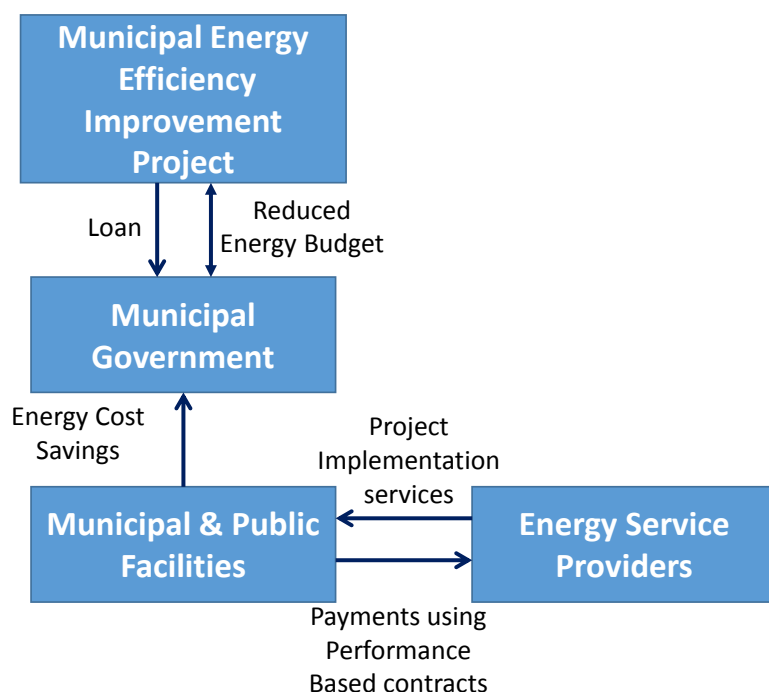 Municipal Energy
Efficiency
Improvement
Project
Loan
Reduced
Energy Budget
Municipal
Government
Energy Cost
Savings
Project
Implementation
services
Municipal & Public
Facilities
Energy Service
Providers
Payments using
Performance
Based contracts